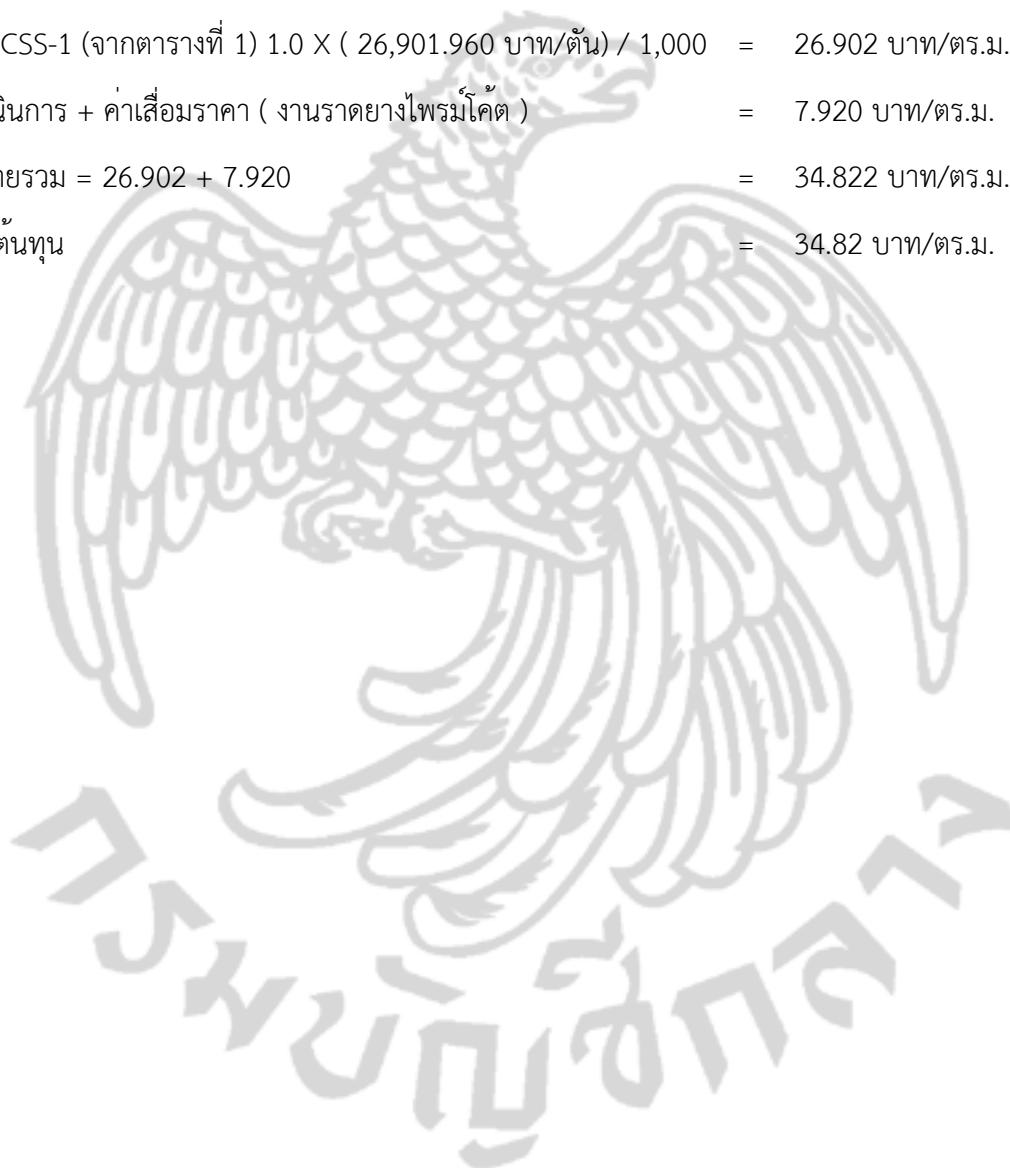 CSS-1 (จากตารางที่ 1) 1.0 X ( 26,901.960 บาท/ตัน) / 1,000 = 26.902 บาท/ตร.ม.
นินการ + ค่าเสื่อมราคา ( งานราดยางไพรม์โค้ต ) = 7.920 บาท/ตร.ม.
ายรวม = 26.902 + 7.920 = 34.822 บาท/ตร.ม.
ต้นทุน = 34.82 บาท/ตร.ม.
กรมบัญชีกลาง